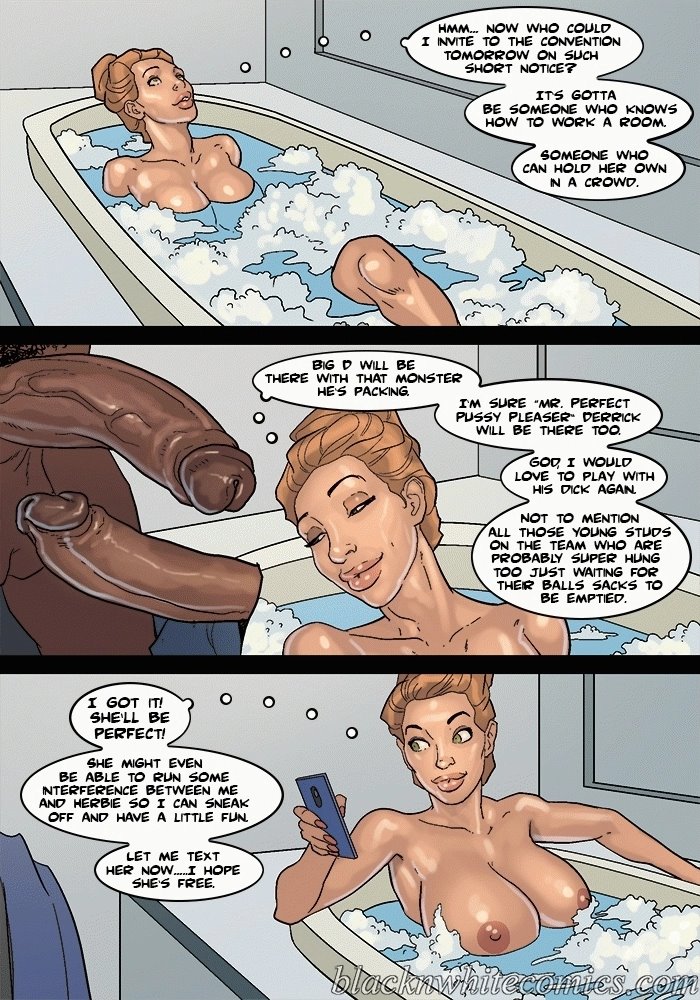 HMM... NOW WHO COULD
I INVITE TO THE CONVENTION
TOMORROW ON SUCH
SHORT NOTICE?
IT'S GOTTA
BE SOMEONE WHO KNOWS
HOW TO WORK A ROOM.
SOMEONE WHO
CAN HOLD HER OWN
N A CROWD.
BIG D WILL BE
THERE WITH THAT MONSTER
HE'S PACKING.
I'M SURE "MR. PERFECT
PUSSY PLEASER" DERRICK
WILL BE THERE TOO.
GOD, I WOULD
LOVE TO PLAY WITH
HIS DICK AGAN.
NOT TO MENTION
ALL THOSE YOUNG STUDS
ON THE TEAM WHO ARE
PROBABLY SUPER HUNG
TOO JUST WAITING FOR
THEIR BALLS SACKS TO
BE EMPTIED.
I GOT IT!
SHE'LL BE
PERFECT!
SHE MIGHT EVEN
BE ABLE TO RUN SOME
NTERFERENCE BETWEEN ME
AND HERBIE SO I CAN SNEAK
OFF AND HAVE A LITTLE FUN.
LET ME TEXT
HER NOW.....I HOPE
SHE'S FREE.
blacknwhitecomics.com